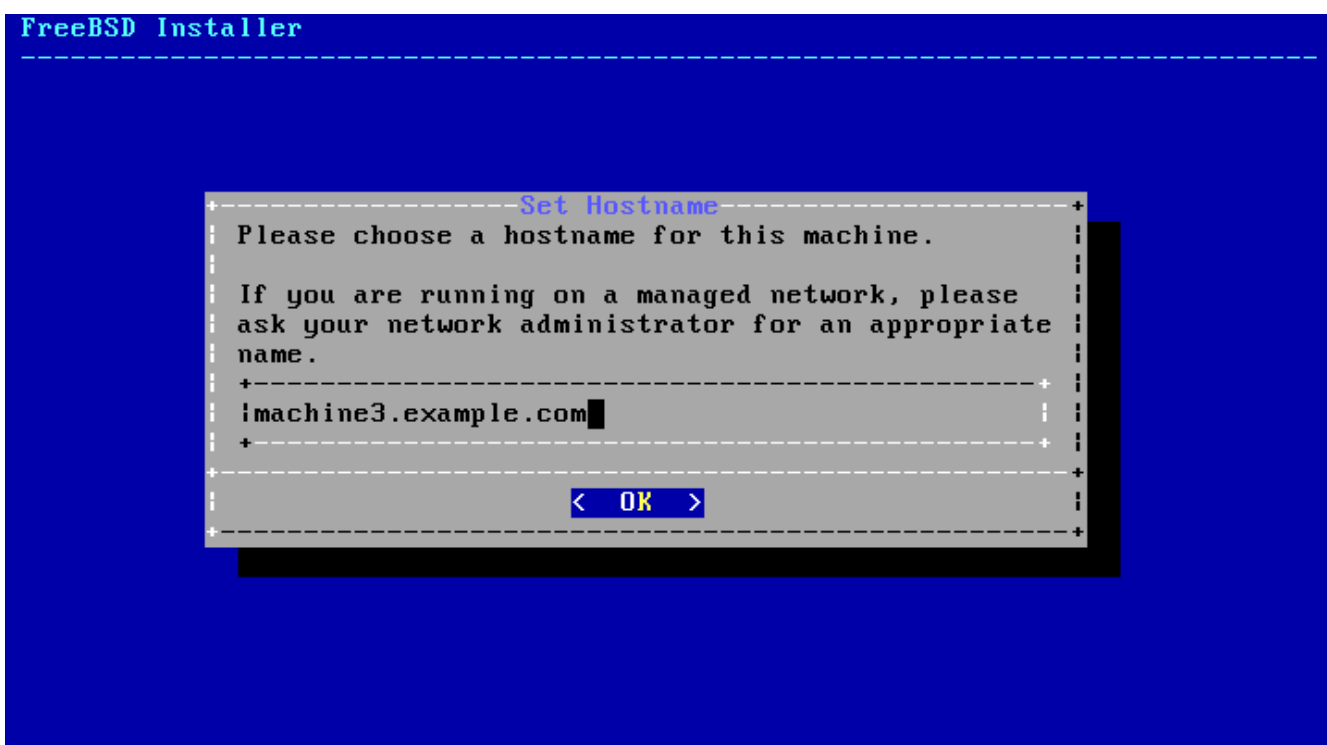 FreeBSD Installer
Set Hostname
Please choose a hostname for this machine.
If you are running on a managed network, please
ask your network administrator for an appropriate
name.
machine3.example.com
< OK >